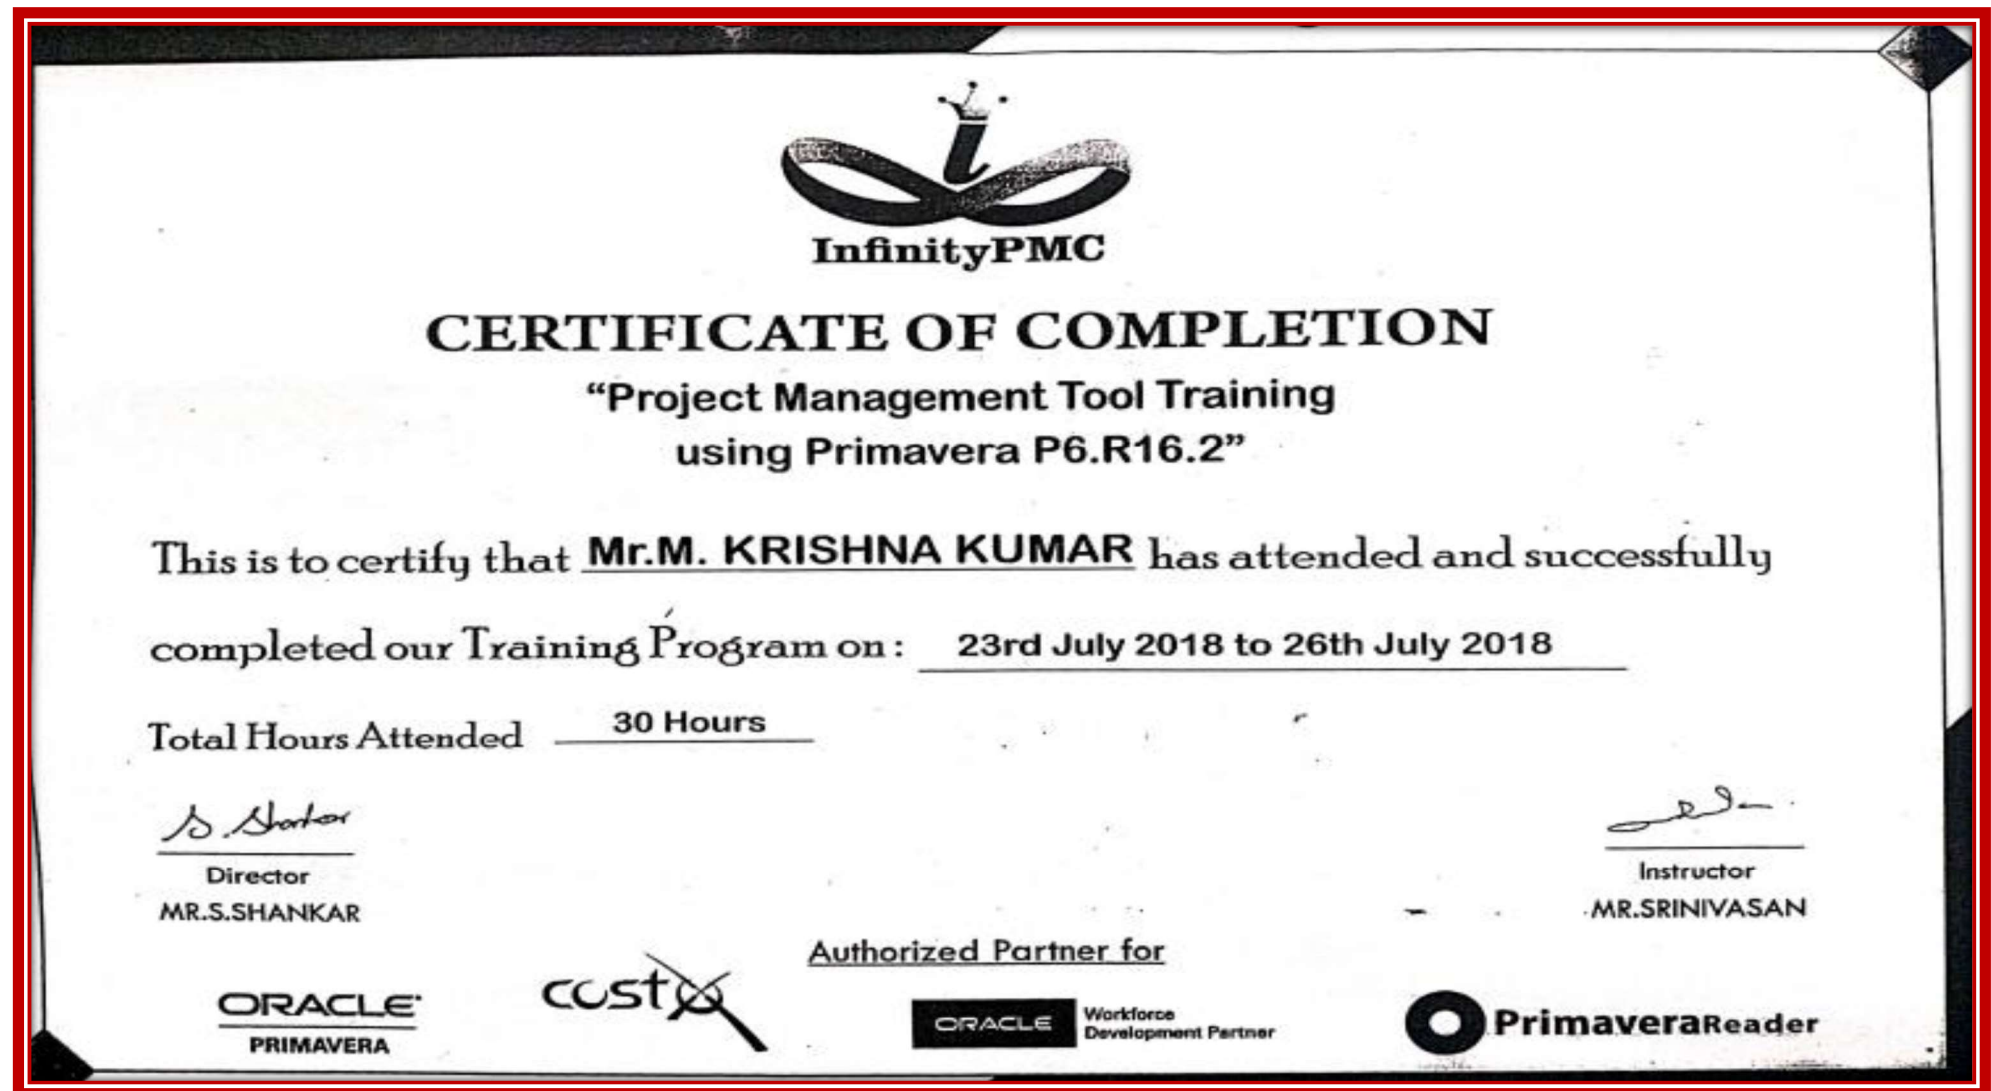 i
InfinityPMC
CERTIFICATE OF COMPLETION
“Project Management Tool Training
using Primavera P6.R16.2”
This is to certify that Mr.M. KRISHNA KUMAR has attended and successfully
completed our Training Program on : 23rd July 2018 to 26th July 2018
Total Hours Attended 30 Hours
S. Shankar
Director
MR.S.SHANKAR
Instructor
MR.SRINIVASAN
Authorized Partner for
ORACLE
PRIMAVERA
costX
ORACLE Workforce
Development Partner
PrimaveraReader